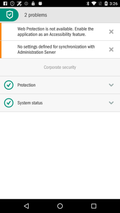 3:26
2 problems
Web Protection is not available. Enable the
application as an Accessibility feature.
No settings defined for synchronization with
Administration Server
Corporate security
Protection
System status